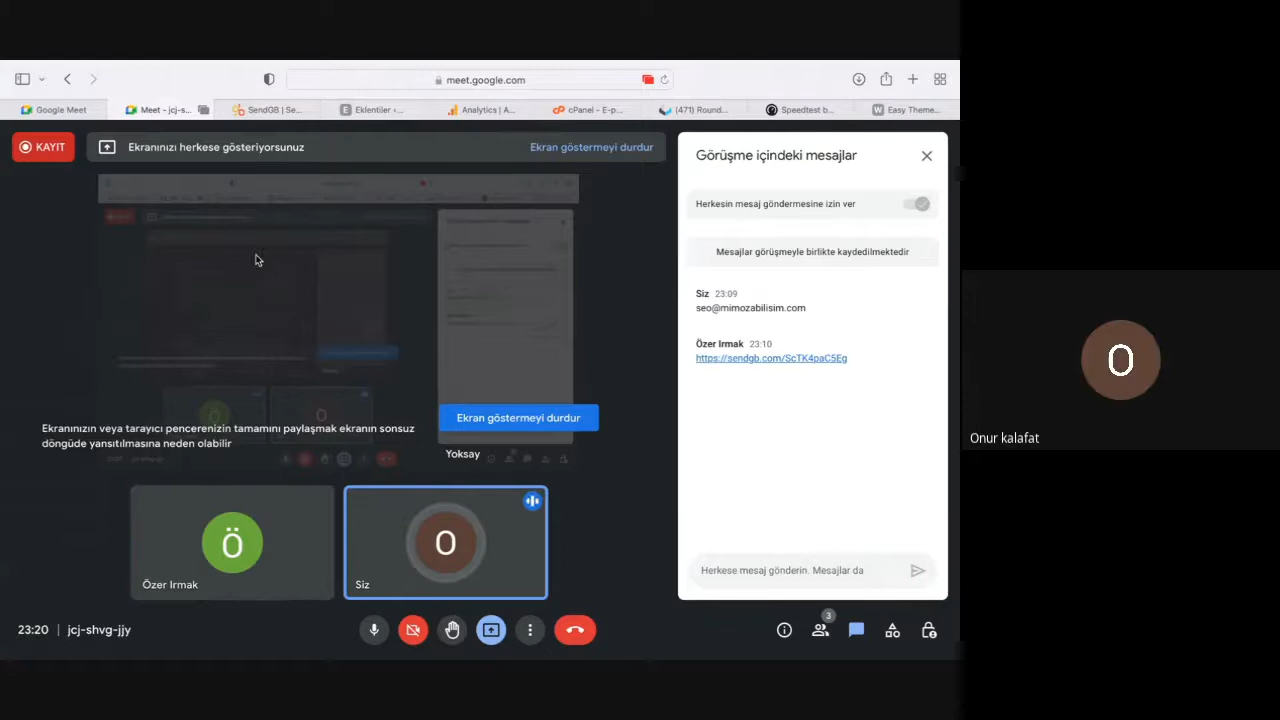 meet.google.com
Google Meet
Meet - jcj-s...
SendGB | Se...
Eklentiler ‹...
Analytics | A...
cPanel - E-p...
(471) Round...
Speedtest b...
Easy Theme...
KAYIT
Ekranınızı herkese gösteriyorsunuz
Ekran göstermeyi durdur
Ekran göstermeyi durdur
Ekranınızın veya tarayıcı pencerenizin tamamını paylaşmak ekranın sonsuz
döngüde yansıtılmasına neden olabilir
Yoksay
Ö
Özer Irmak
O
Siz
23:20 | jcj-shvg-jjy
Görüşme içindeki mesajlar
Herkesin mesaj göndermesine izin ver
Mesajlar görüşmeyle birlikte kaydedilmektedir
Siz 23:09
seo@mimozabilisim.com
Özer Irmak 23:10
https://sendgb.com/ScTK4paC5Eg
Herkese mesaj gönderin. Mesajlar da
3
O
Onur kalafat